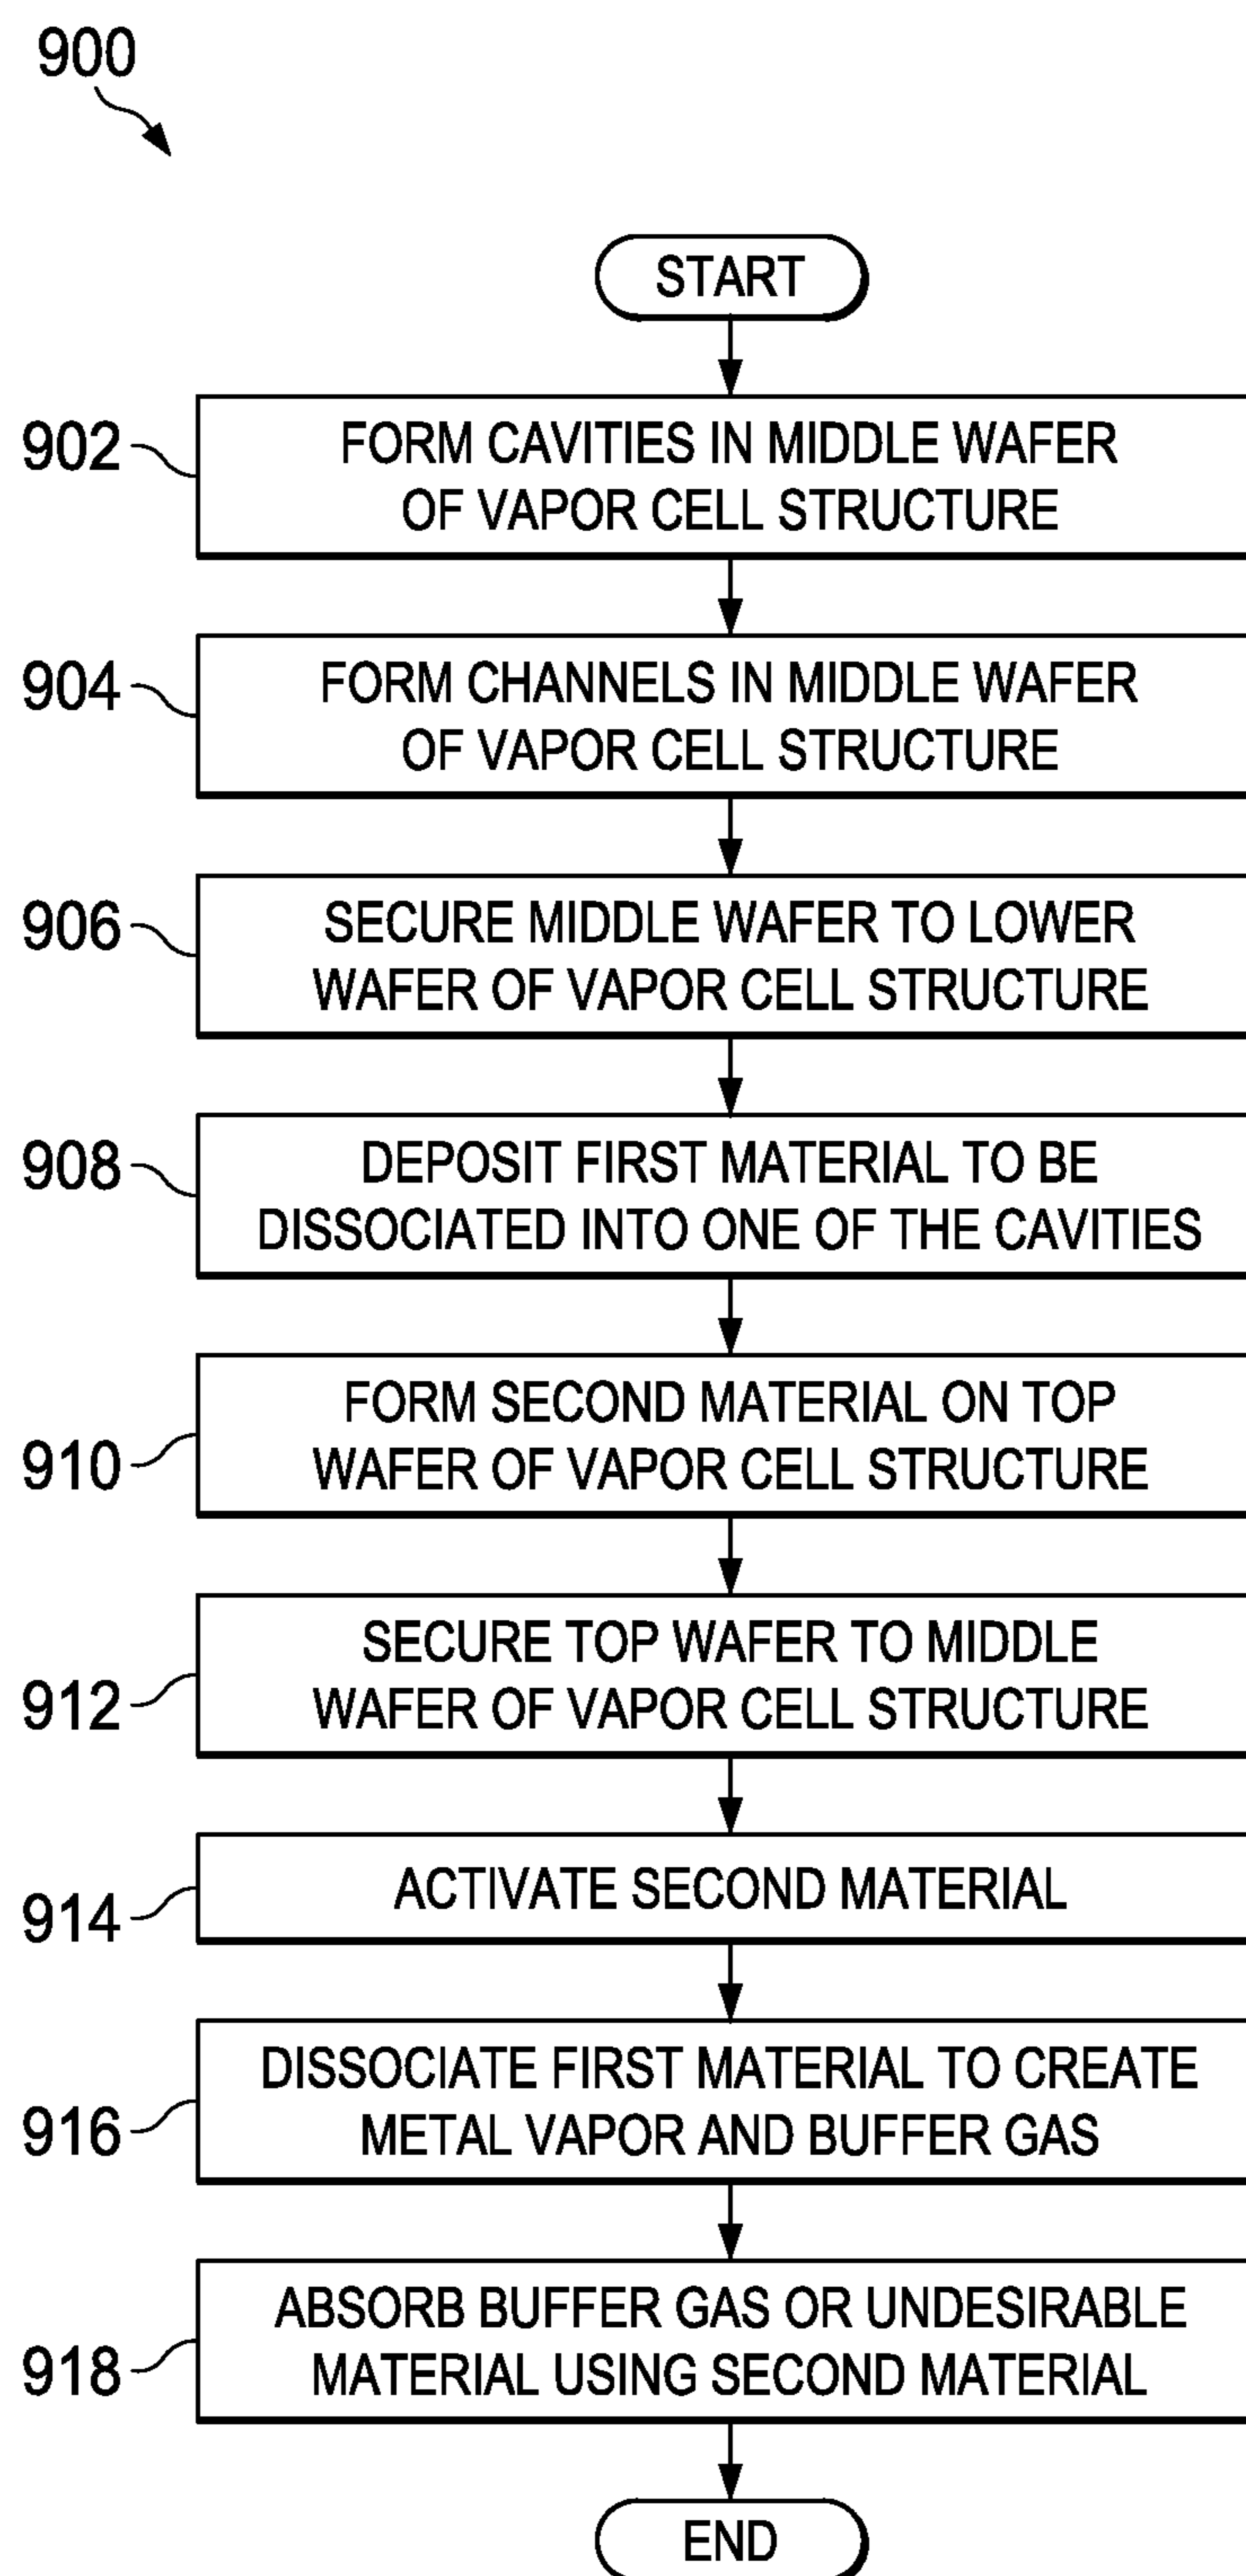 900
START
902
FORM CAVITIES IN MIDDLE WAFER
OF VAPOR CELL STRUCTURE
904
FORM CHANNELS IN MIDDLE WAFER
OF VAPOR CELL STRUCTURE
906
SECURE MIDDLE WAFER TO LOWER
WAFER OF VAPOR CELL STRUCTURE
908
DEPOSIT FIRST MATERIAL TO BE
DISSOCIATED INTO ONE OF THE CAVITIES
910
FORM SECOND MATERIAL ON TOP
WAFER OF VAPOR CELL STRUCTURE
912
SECURE TOP WAFER TO MIDDLE
WAFER OF VAPOR CELL STRUCTURE
914
ACTIVATE SECOND MATERIAL
916
DISSOCIATE FIRST MATERIAL TO CREATE
METAL VAPOR AND BUFFER GAS
918
ABSORB BUFFER GAS OR UNDESIRABLE
MATERIAL USING SECOND MATERIAL
END